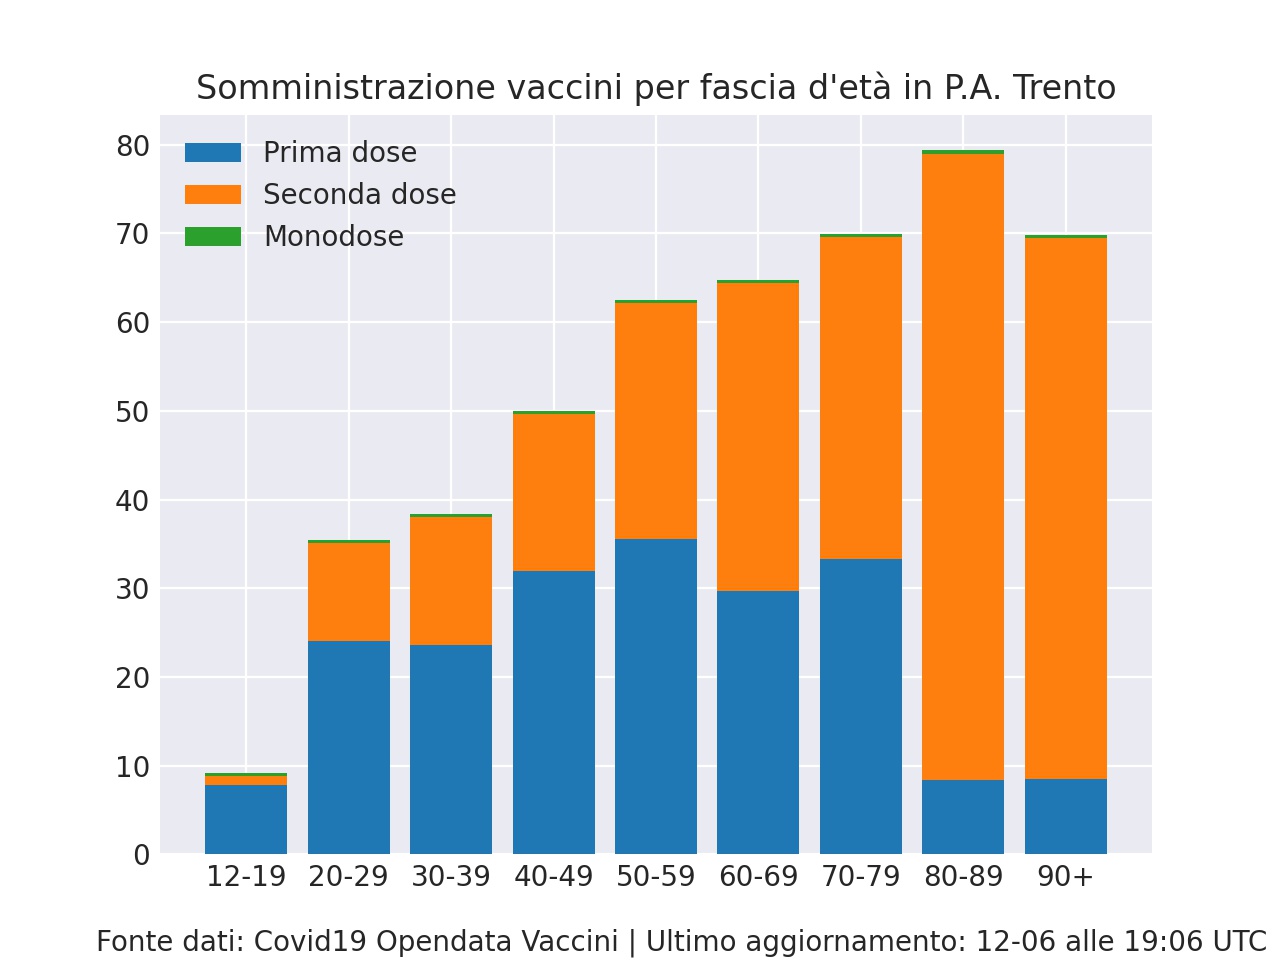 Somministrazione vaccini per fascia d'età in P.A. Trento
Prima dose
Seconda dose
Monodose
80
70
60
50
40
30
20
10
0
12-19 20-29 30-39 40-49 50-59 60-69 70-79 80-89 90+
Fonte dati: Covid19 Opendata Vaccini | Ultimo aggiornamento: 12-06 alle 19:06 UTC